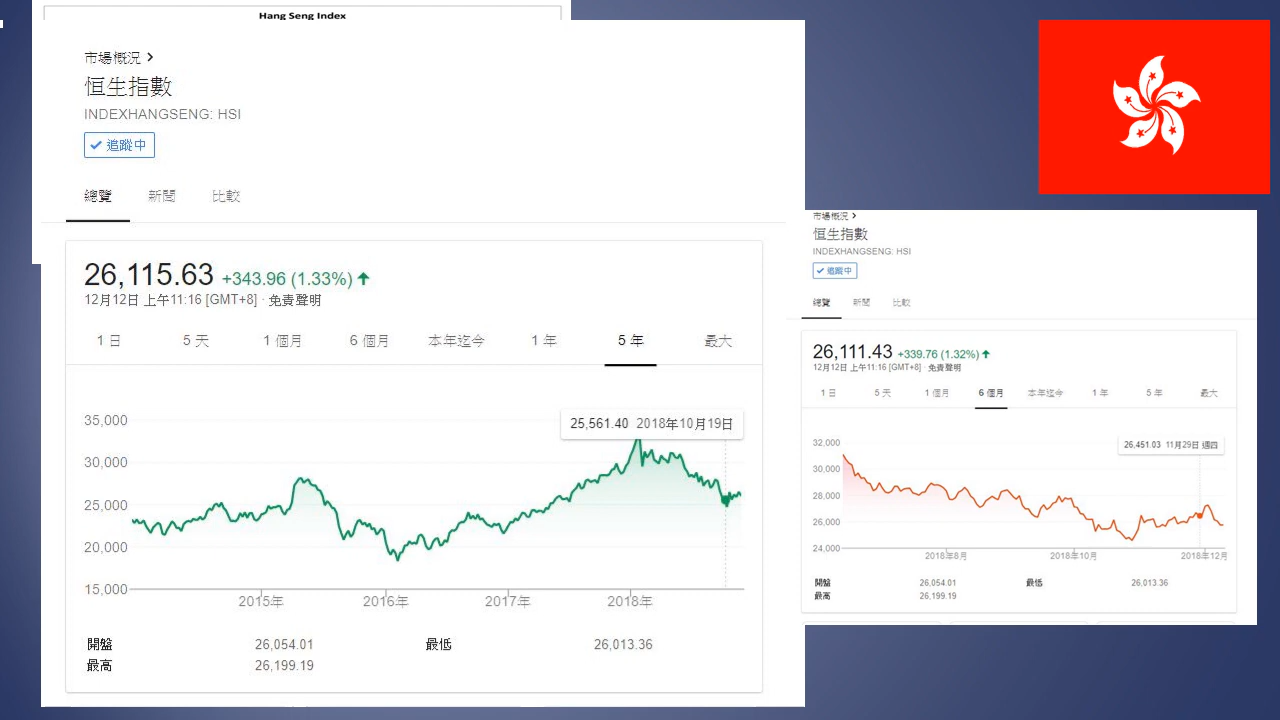 Hang Seng Index
市場概況
恒生指數
INDEXHANGSENG: HSI
追蹤中
總覽 新聞 比較
26,115.63 +343.96 (1.33%)
12月12日 上午11:16 [GMT+8] · 免責聲明
1 日 5 天 1 個月 6 個月 本年迄今 1 年 5 年 最大
25,561.40 2018年10月19日
35,000
30,000
25,000
20,000
15,000
2015年 2016年 2017年 2018年
開盤 26,054.01 最低 26,013.36
最高 26,199.19
市場概況
恒生指數
INDEXHANGSENG: HSI
追蹤中
總覽 新聞 比較
26,111.43 +339.76 (1.32%)
12月12日 上午11:16 [GMT+8] · 免責聲明
1 日 5 天 1 個月 6 個月 本年迄今 1 年 5 年 最大
26,451.03 11月29日 週四
32,000
30,000
28,000
26,000
24,000
2018年8月 2018年10月 2018年12月
開盤 26,054.01 最低 26,013.36
最高 26,199.19